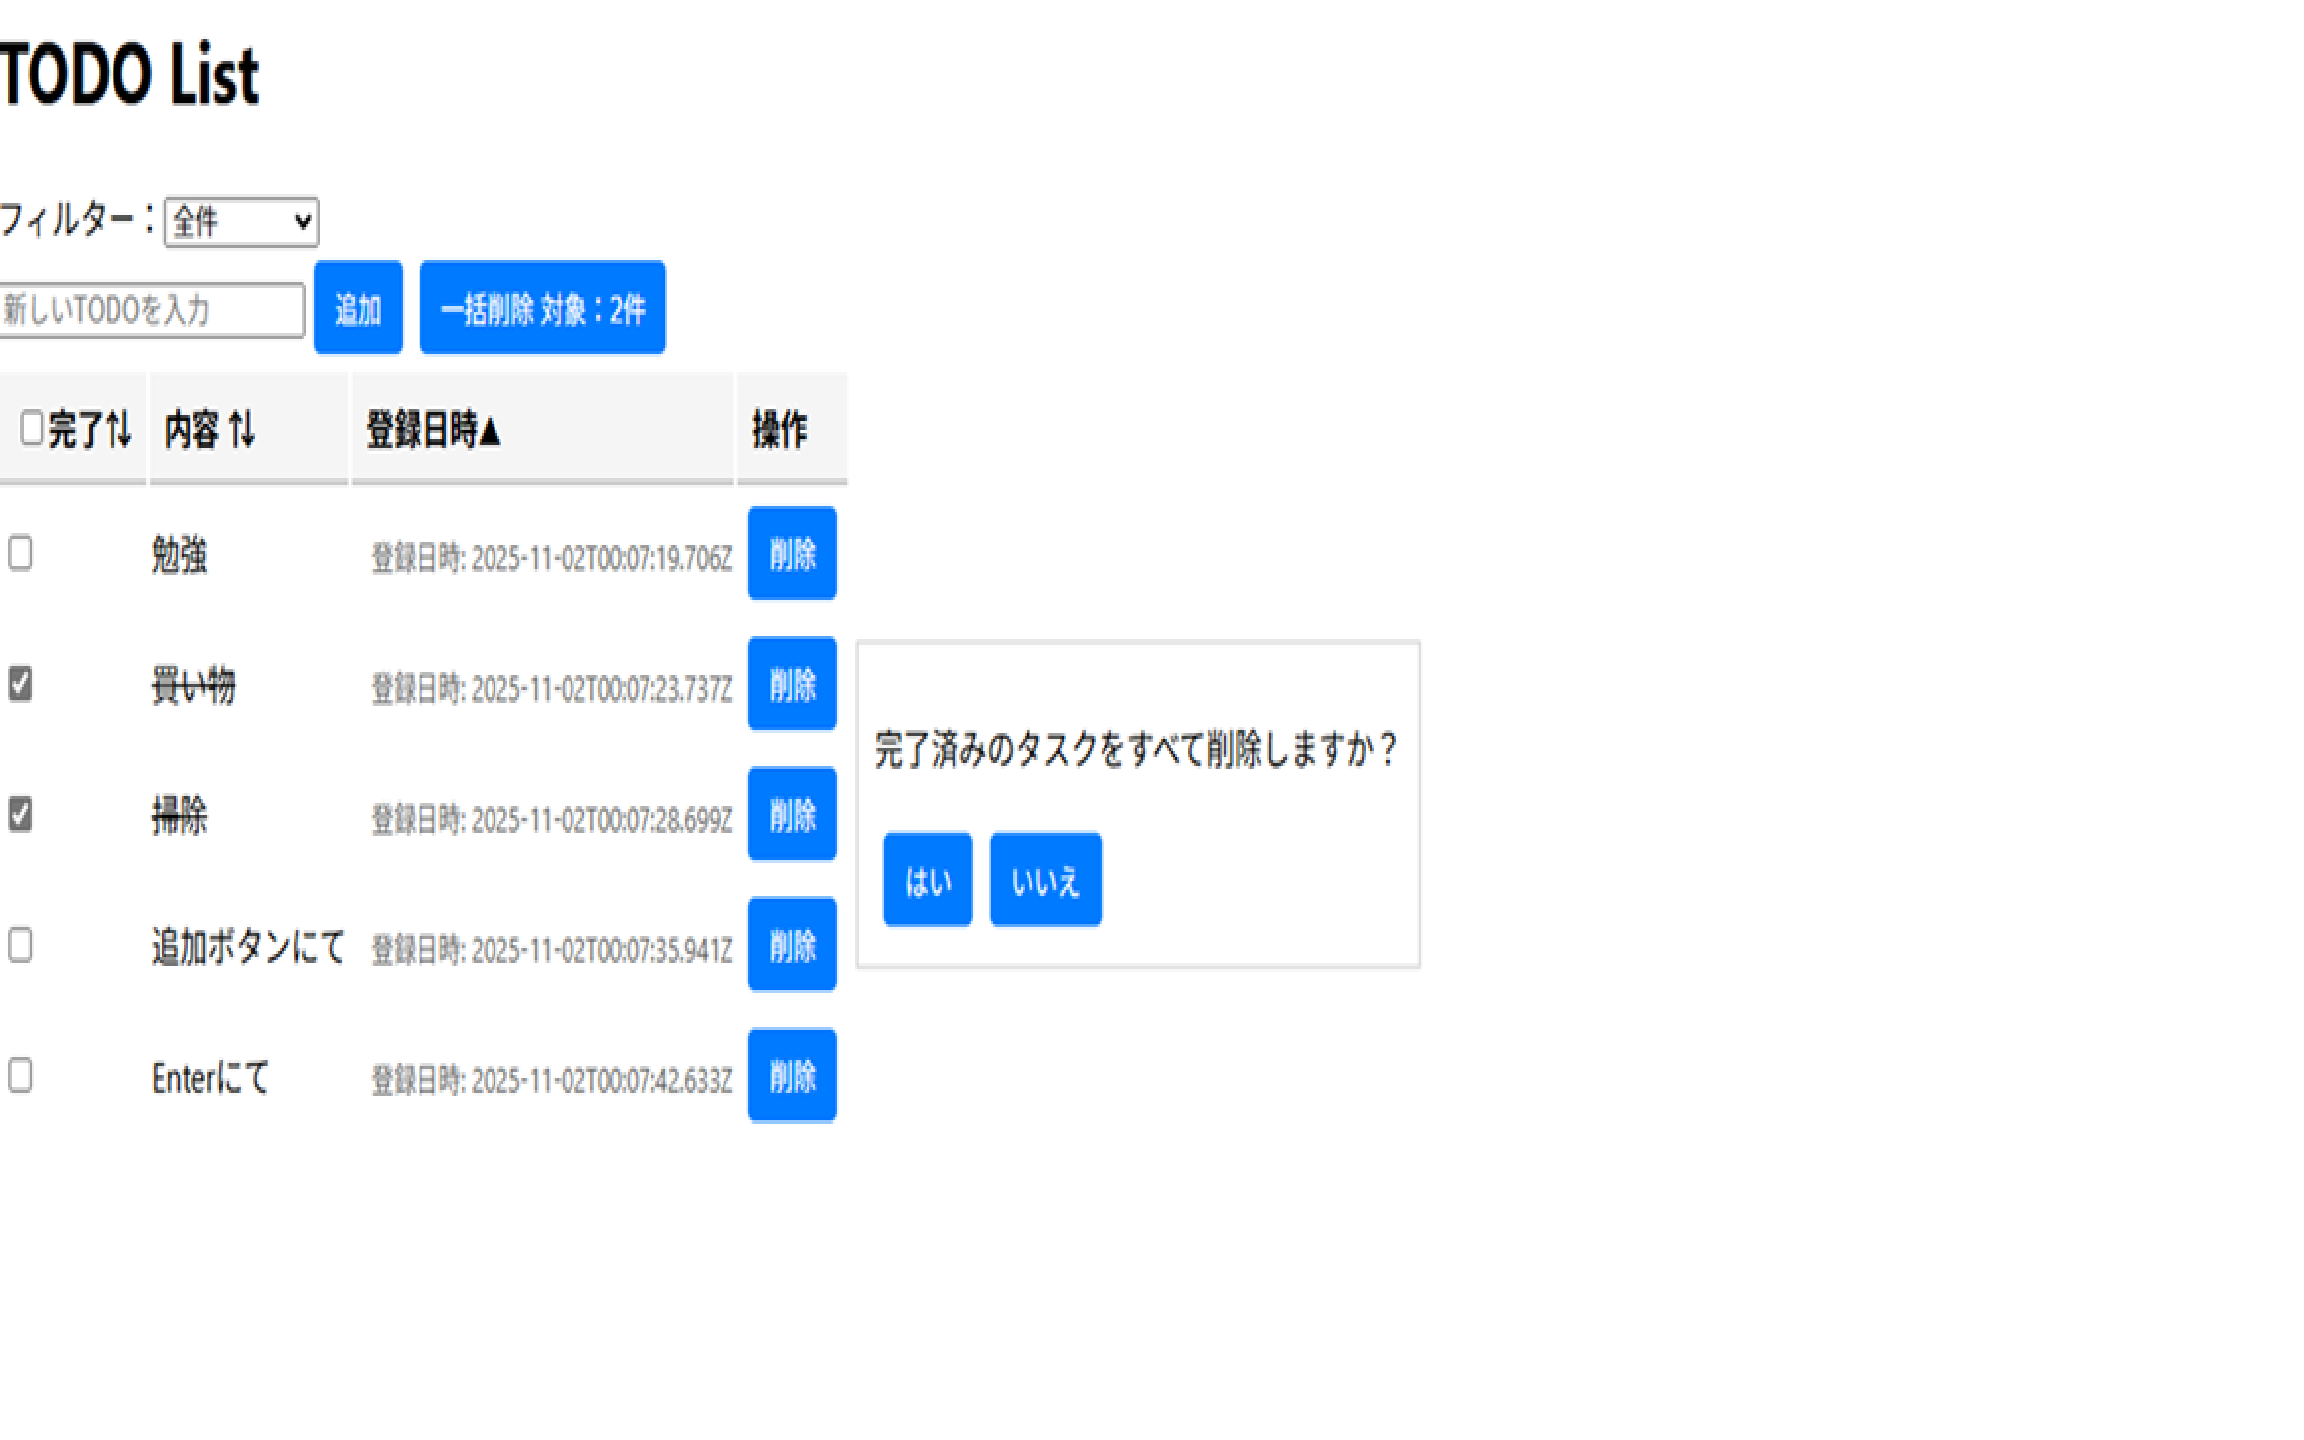 TODO List
フィルター：全件
新しいTODOを入力 追加 一括削除 対象：2件
完了↑↓ 内容 ↑↓ 登録日時▲ 操作
勉強 登録日時: 2025-11-02T00:07:19.706Z 削除
買い物 登録日時: 2025-11-02T00:07:23.737Z 削除
掃除 登録日時: 2025-11-02T00:07:28.699Z 削除
追加ボタンにて 登録日時: 2025-11-02T00:07:35.941Z 削除
Enterにて 登録日時: 2025-11-02T00:07:42.633Z 削除
完了済みのタスクをすべて削除しますか？
はい いいえ